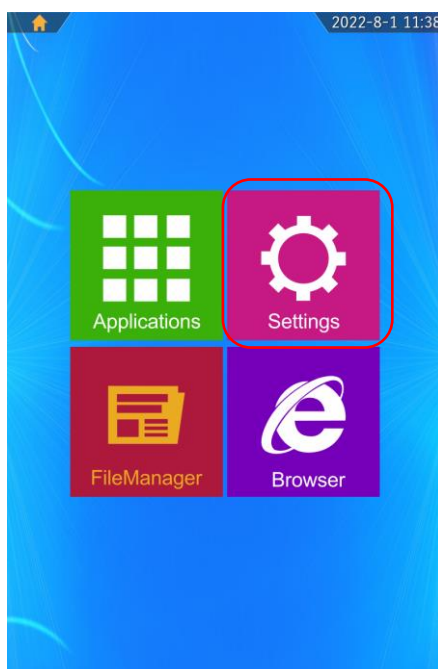 2022-8-1 11:38
Applications
Settings
FileManager
Browser